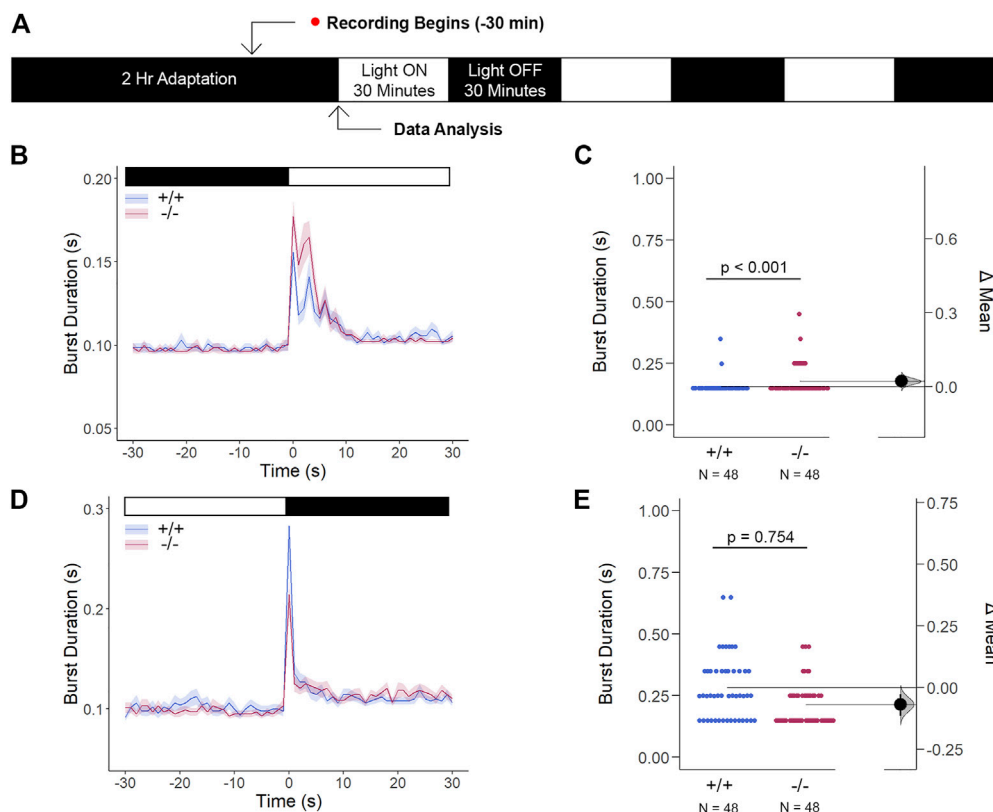 A
Recording Begins (-30 min)
2 Hr Adaptation
Light ON
30 Minutes
Light OFF
30 Minutes
Data Analysis
B
0.20
0.15
0.10
0.05
Burst Duration (s)
+/+
-/-
-30
-20
-10
0
10
20
30
Time (s)
C
1.00
0.75
0.50
0.25
0.00
Burst Duration (s)
p < 0.001
0.6
0.3
0.0
Δ Mean
+/+
-/-
N = 48
N = 48
D
0.3
0.2
0.1
Burst Duration (s)
+/+
-/-
-30
-20
-10
0
10
20
30
Time (s)
E
1.00
0.75
0.50
0.25
0.00
Burst Duration (s)
p = 0.754
0.75
0.50
0.25
0.00
-0.25
Δ Mean
+/+
-/-
N = 48
N = 48